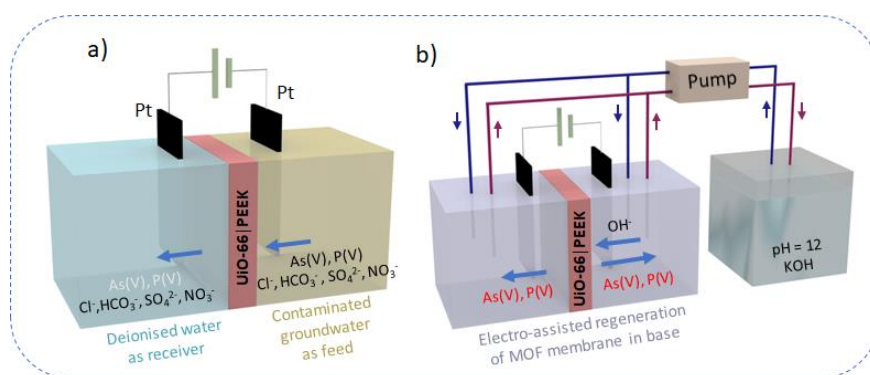 a)
Pt
Pt
UiO-66|PEEK
As(V), P(V)
Cl⁻,HCO₃⁻, SO₄²⁻, NO₃⁻
As(V), P(V)
Cl⁻, HCO₃⁻, SO₄²⁻, NO₃⁻
Deionised water
as receiver
Contaminated
groundwater
as feed
b)
Pump
UiO-66|PEEK
OH⁻
As(V), P(V)
As(V), P(V)
pH = 12
KOH
Electro-assisted regeneration
of MOF membrane in base